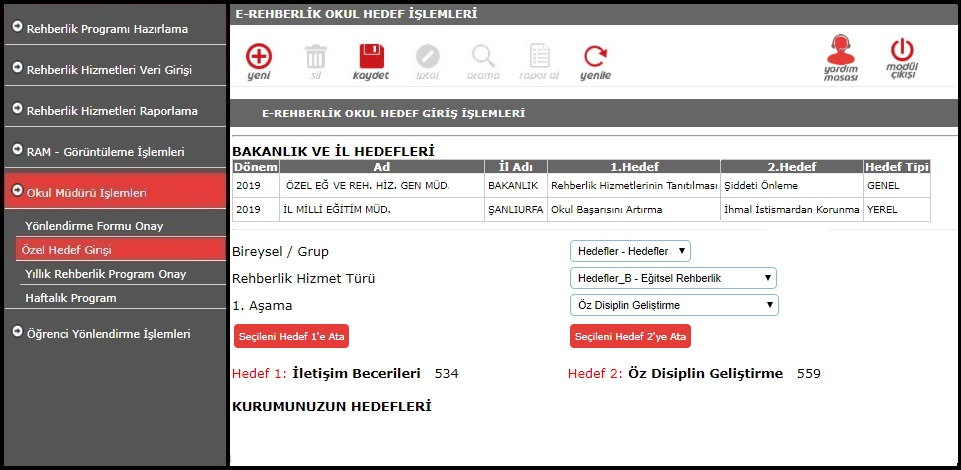 E-REHBERLİK OKUL HEDEF İŞLEMLERİ
Rehberlik Programı Hazırlama
Rehberlik Hizmetleri Veri Girişi
Rehberlik Hizmetleri Raporlama
RAM - Görüntüleme İşlemleri
Okul Müdürü İşlemleri
Yönlendirme Formu Onay
Özel Hedef Girişi
Yıllık Rehberlik Program Onay
Haftalık Program
Öğrenci Yönlendirme İşlemleri
yeni sil kaydet iptal arama rapor al yenile yardım masası modül çıkışı
E-REHBERLİK OKUL HEDEF GİRİŞ İŞLEMLERİ
BAKANLIK VE İL HEDEFLERİ
Dönem Ad İl Adı 1.Hedef 2.Hedef Hedef Tipi
2019 ÖZEL EĞ VE REH. HİZ. GEN MÜD. BAKANLIK Rehberlik Hizmetlerinin Tanıtılması Şiddeti Önleme GENEL
2019 İL MİLLİ EĞİTİM MÜD. ŞANLIURFA Okul Başarısını Artırma İhmal İstismardan Korunma YEREL
Bireysel / Grup Hedefler - Hedefler
Rehberlik Hizmet Türü Hedefler_B - Eğitsel Rehberlik
1. Aşama Öz Disiplin Geliştirme
Seçileni Hedef 1'e Ata Seçileni Hedef 2'ye Ata
Hedef 1: İletişim Becerileri 534 Hedef 2: Öz Disiplin Geliştirme 559
KURUMUNUZUN HEDEFLERİ